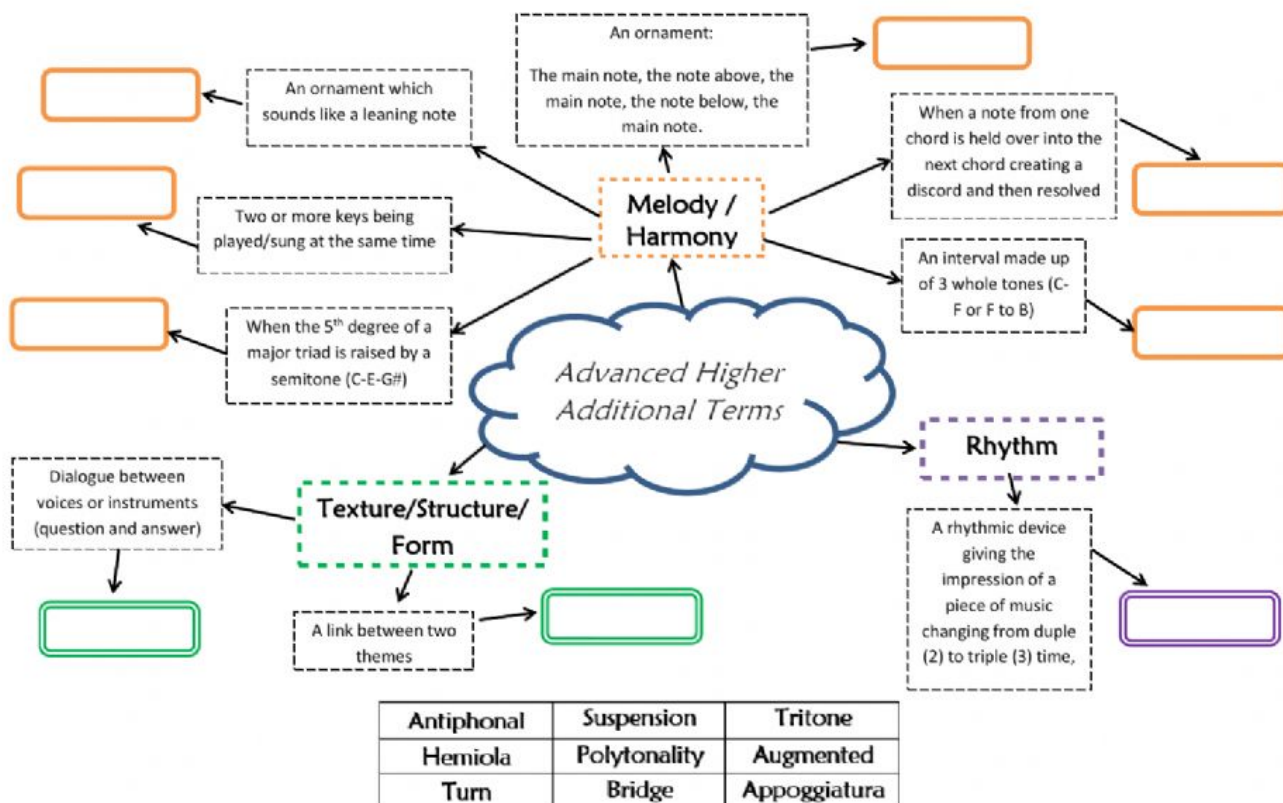 An ornament:
The main note, the note above, the
main note, the note below, the
main note.
An ornament which
sounds like a leaning note
When a note from one
chord is held over into the
next chord creating a
discord and then resolved
Melody /
Harmony
Two or more keys being
played/sung at the same time
An interval made up
of 3 whole tones (C-
F or F to B)
When the 5th degree of a
major triad is raised by a
semitone (C-E-G#)
Advanced Higher
Additional Terms
Rhythm
Dialogue between
voices or instruments
(question and answer)
Texture/Structure/
Form
A rhythmic device
giving the
impression of a
piece of music
changing from duple
(2) to triple (3) time,
A link between two
themes
Antiphonal Suspension Tritone
Hemiola Polytonality Augmented
Turn Bridge Appoggiatura